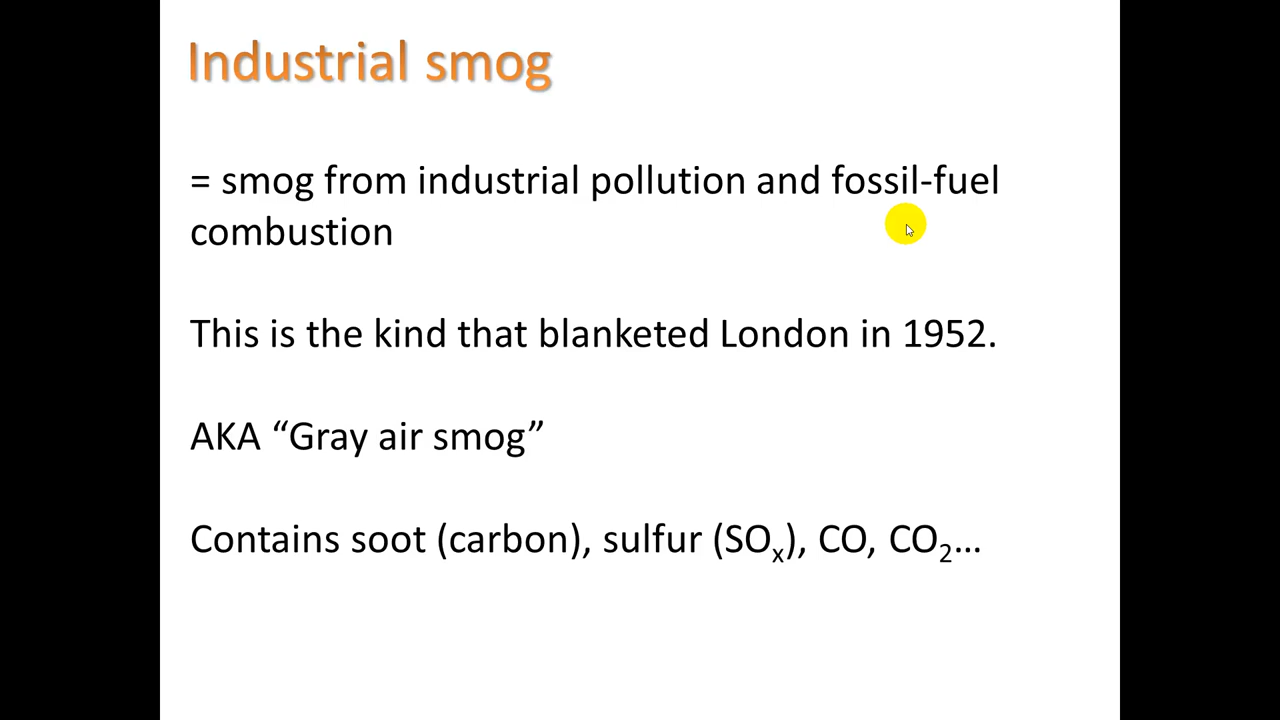 Industrial smog
= smog from industrial pollution and fossil-fuel
combustion
This is the kind that blanketed London in 1952.
AKA “Gray air smog”
Contains soot (carbon), sulfur (SOₓ), CO, CO₂…